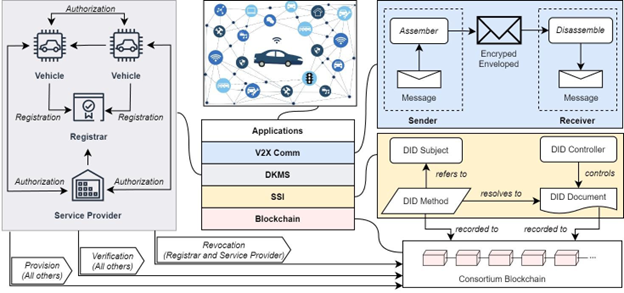 Authorization
Vehicle
Vehicle
Registration
Registration
Registrar
Authorization
Authorization
Service Provider
Provision
(All others)
Verification
(All others)
Revocation
(Registrar and Service Provider)
Applications
V2X Comm
DKMS
SSI
Blockchain
Assember
Message
Sender
Encryped
Enveloped
Disassemble
Message
Receiver
DID Subject
DID Controller
refers to
controls
DID Method
resolves to
DID Document
recorded to
recorded to
...
Consortium Blockchain